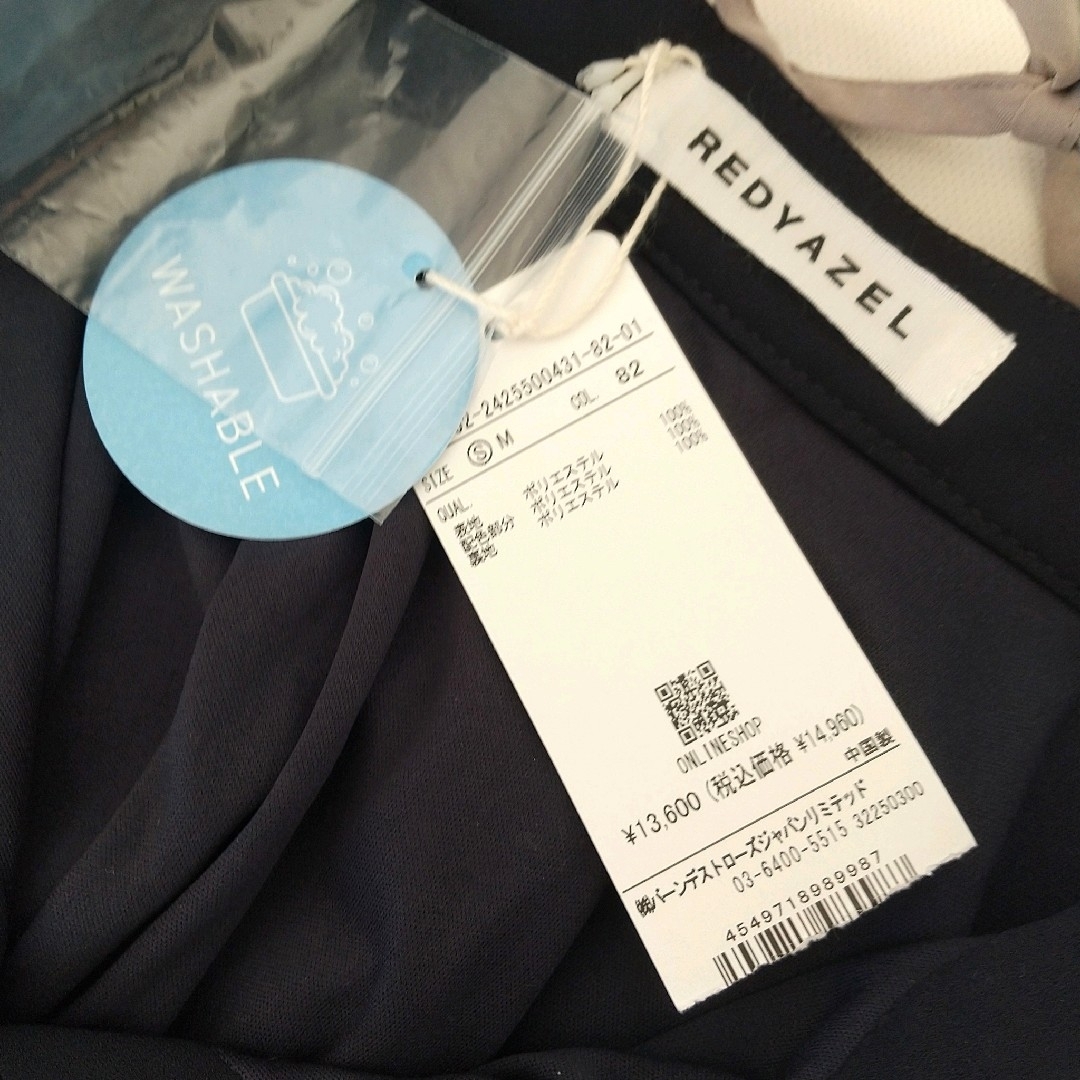 REDYAZEL
WASHABLE
2-2425500431-82-01
SIZE Ⓢ M COL. 82
QUAL.
表地 ポリエステル 100%
配色部分 ポリエステル 100%
裏地 ポリエステル 100%
ONLINESHOP
¥13,600 (税込価格 ¥14,960)
中国製
㈱バーンデストローズジャパンリミテッド
03-6400-5515 32250300
4549718989987